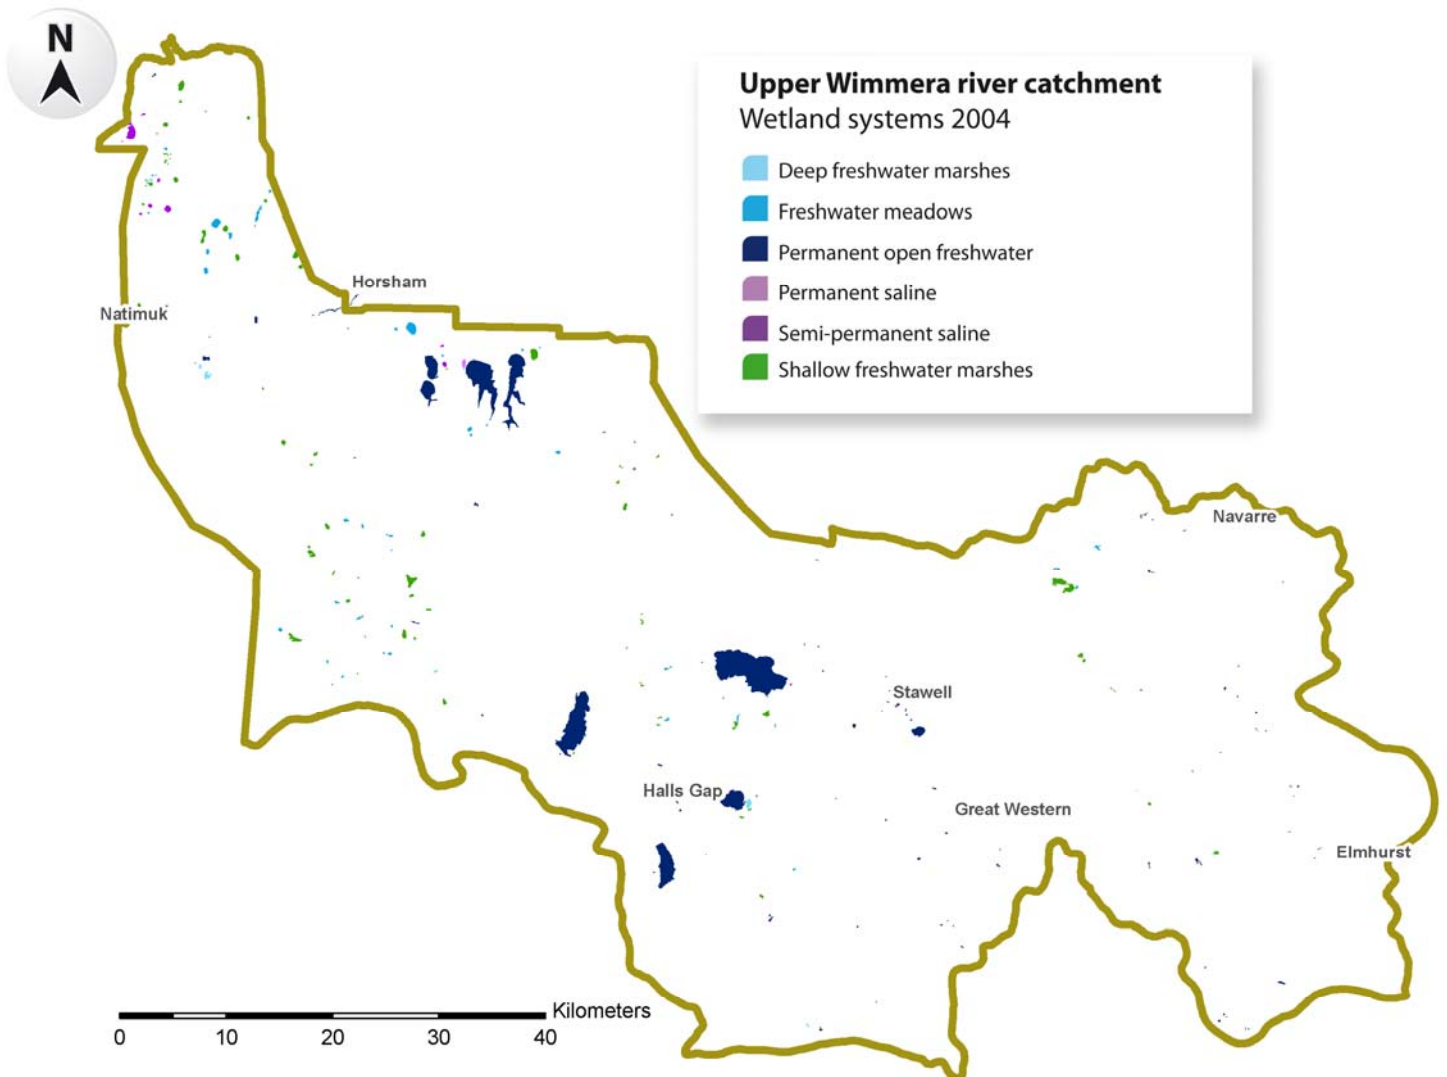 N
Upper Wimmera river catchment
Wetland systems 2004
Deep freshwater marshes
Freshwater meadows
Permanent open freshwater
Permanent saline
Semi-permanent saline
Shallow freshwater marshes
Horsham
Natimuk
Navarre
Stawell
Halls Gap
Great Western
Elmhurst
Kilometers
0 10 20 30 40